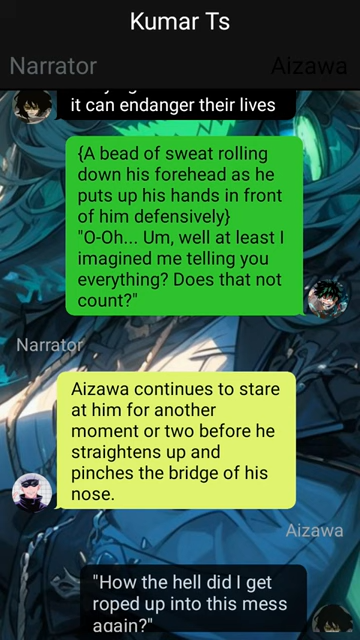 Kumar Ts
Narrator
Aizawa
it can endanger their lives
{A bead of sweat rolling
down his forehead as he
puts up his hands in front
of him defensively}
"O-Oh... Um, well at least I
imagined me telling you
everything? Does that not
count?"
Narrator
Aizawa continues to stare
at him for another
moment or two before he
straightens up and
pinches the bridge of his
nose.
Aizawa
"How the hell did I get
roped up into this mess
again?"